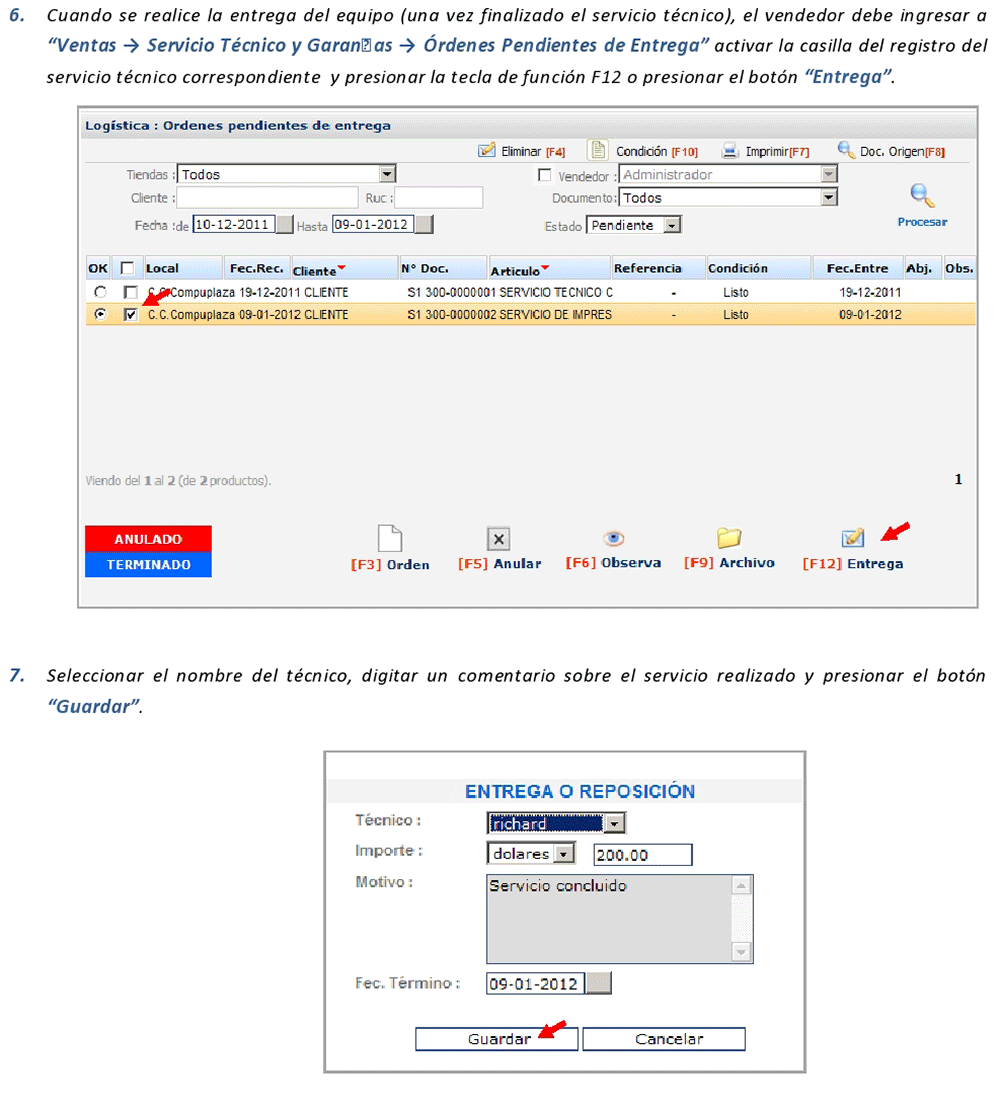 6. Cuando se realice la entrega del equipo (una vez finalizado el servicio técnico), el vendedor debe ingresar a
“Ventas → Servicio Técnico y Garan⍰as → Órdenes Pendientes de Entrega” activar la casilla del registro del
servicio técnico correspondiente y presionar la tecla de función F12 o presionar el botón “Entrega”.
Logística : Ordenes pendientes de entrega
Eliminar [F4] Condición [F10] Imprimir[F7] Doc. Origen[F8]
Tiendas : Todos Vendedor : Administrador
Cliente : Ruc : Documento: Todos
Procesar
Fecha :de 10-12-2011 Hasta 09-01-2012 Estado Pendiente
OK Local Fec.Rec. Cliente N° Doc. Articulo Referencia Condición Fec.Entre Abj. Obs.
C.C.Compuplaza 19-12-2011 CLIENTE S1 300-0000001 SERVICIO TECNICO C - Listo 19-12-2011
C.C.Compuplaza 09-01-2012 CLIENTE S1 300-0000002 SERVICIO DE IMPRES - Listo 09-01-2012
Viendo del 1 al 2 (de 2 productos). 1
ANULADO
TERMINADO
[F3] Orden [F5] Anular [F6] Observa [F9] Archivo [F12] Entrega
7. Seleccionar el nombre del técnico, digitar un comentario sobre el servicio realizado y presionar el botón
“Guardar”.
ENTREGA O REPOSICIÓN
Técnico : richard
Importe : dolares 200.00
Motivo : Servicio concluido
Fec. Término : 09-01-2012
Guardar Cancelar